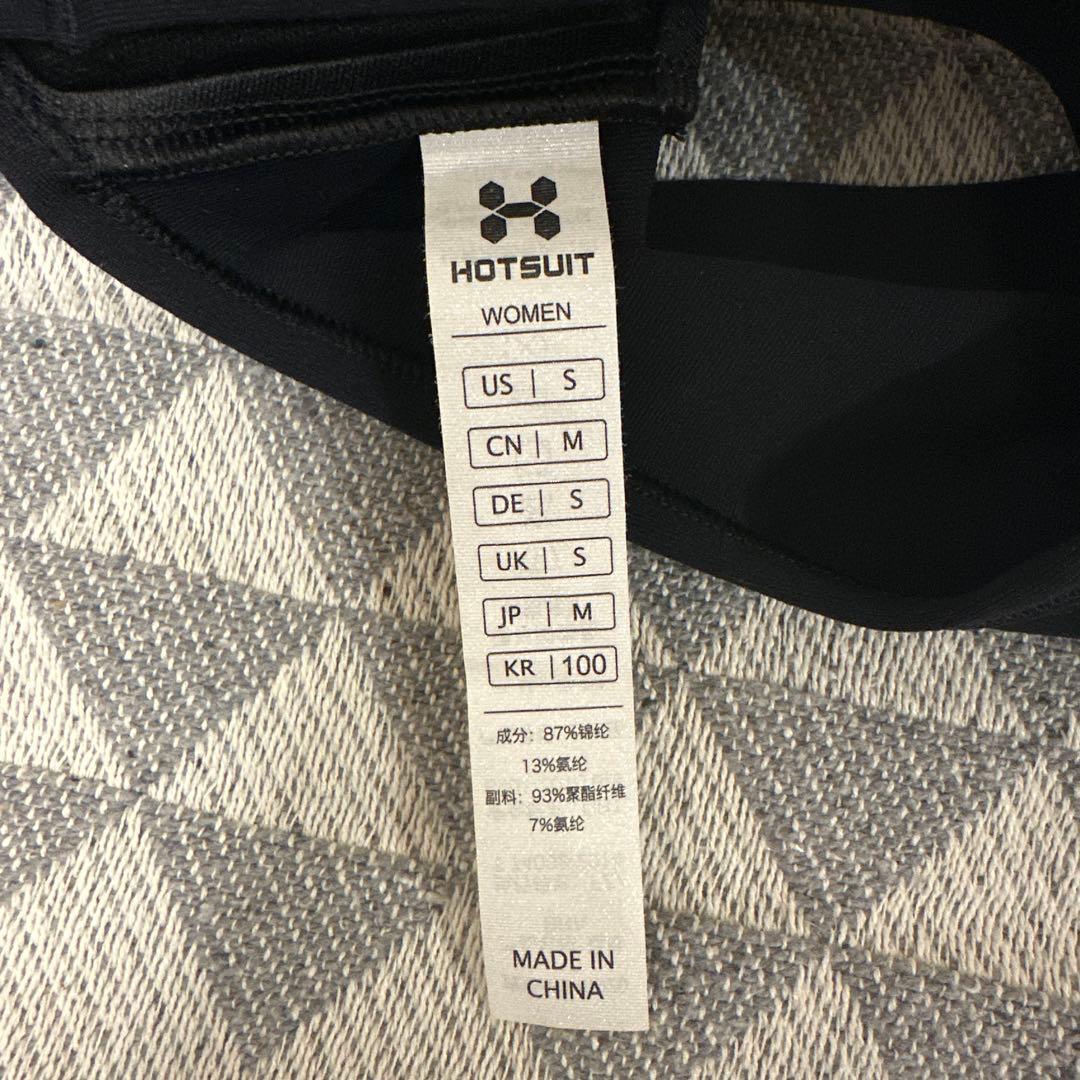 HOTSUIT
WOMEN
US | S
CN | M
DE | S
UK | S
JP | M
KR | 100
成分：87%锦纶
13%氨纶
副料：93%聚酯纤维
7%氨纶
MADE IN
CHINA